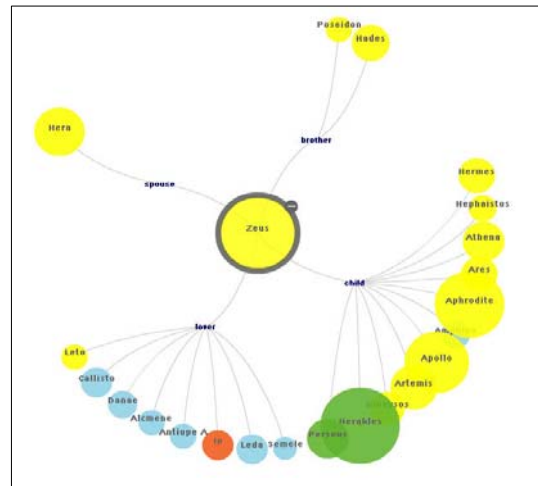 Poseidon
Hades
Hera
brother
spouse
Hermes
Zeus
Hephaistos
Athena
Ares
child
Aphrodite
lover
Leto
Apollo
Callisto
Artemis
Danae
Alcmene
Herakles
Perseus
Antiope A.
Io
Leda
Semele